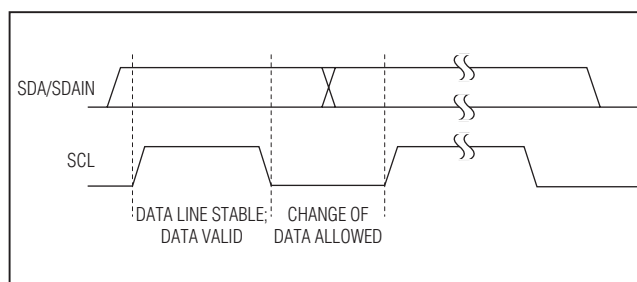 SDA/SDAIN
SCL
DATA LINE STABLE;
DATA VALID
CHANGE OF
DATA ALLOWED